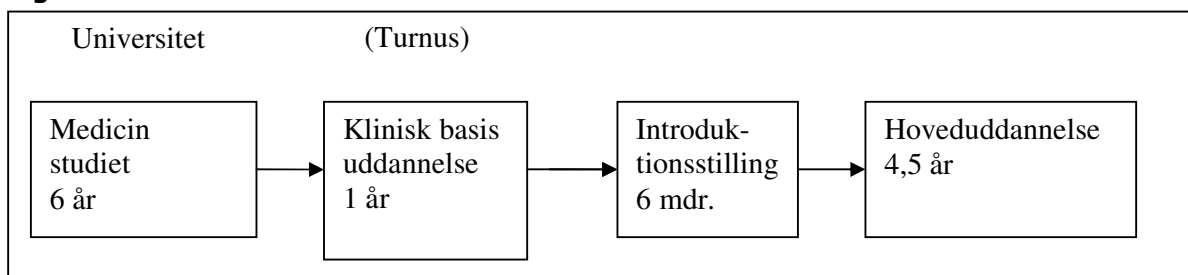 Universitet
(Turnus)
Medicin
studiet
6 år
Klinisk basis
uddannelse
1 år
Introduk-
tionsstilling
6 mdr.
Hoveduddannelse
4,5 år